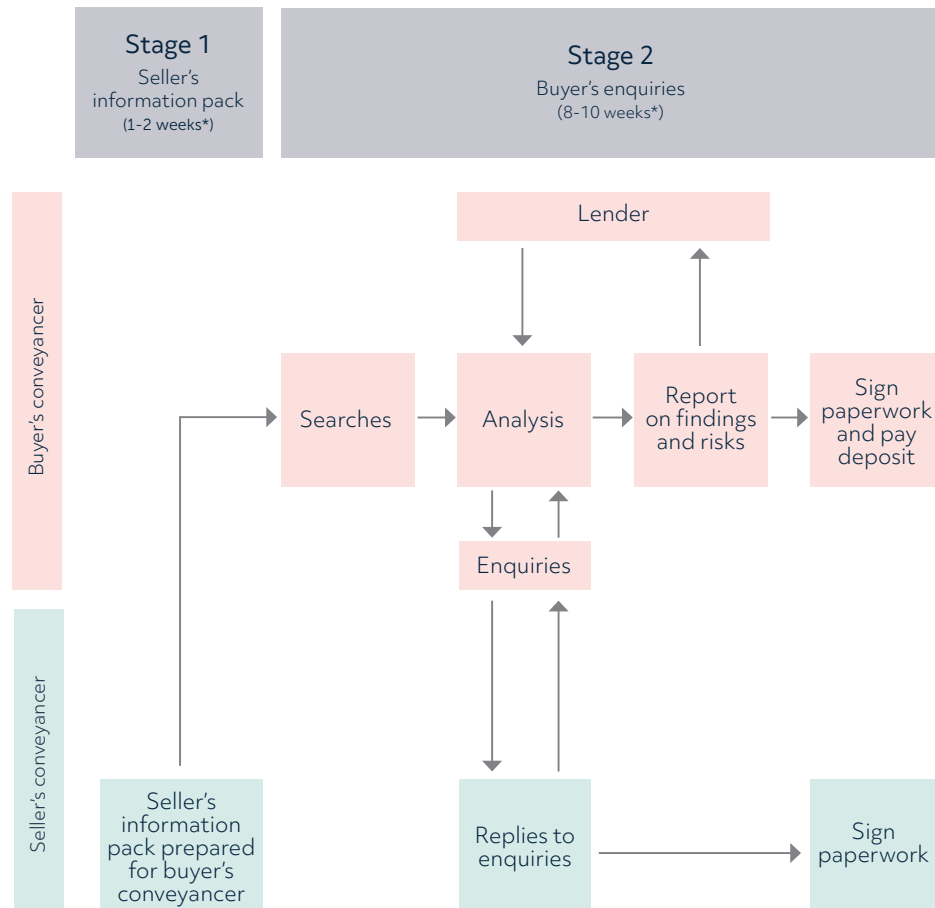 Stage 1
Seller's
information pack
(1-2 weeks*)
Stage 2
Buyer's enquiries
(8-10 weeks*)
Buyer's conveyancer
Lender
Searches
Analysis
Report
on findings
and risks
Sign
paperwork
and pay
deposit
Enquiries
Seller's conveyancer
Seller's
information
pack prepared
for buyer's
conveyancer
Replies to
enquiries
Sign
paperwork